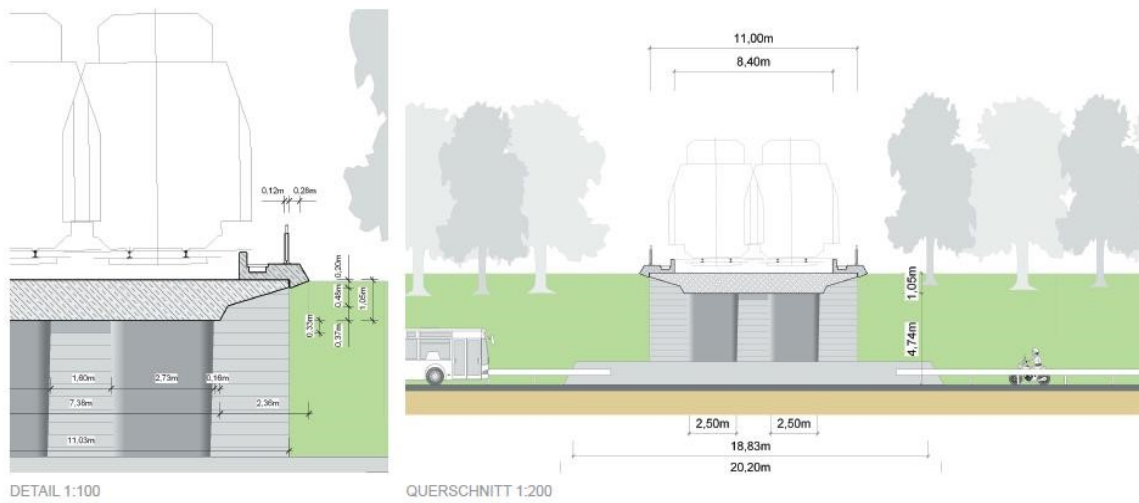 11,00m
8,40m
0,12m 0,28m
0,20m
0,48m
1,05m
0,33m
0,37m
1,60m 2,73m 0,16m
7,38m 2,36m
11,03m
1,05m
4,74m
2,50m 2,50m
18,83m
20,20m
DETAIL 1:100
QUERSCHNITT 1:200